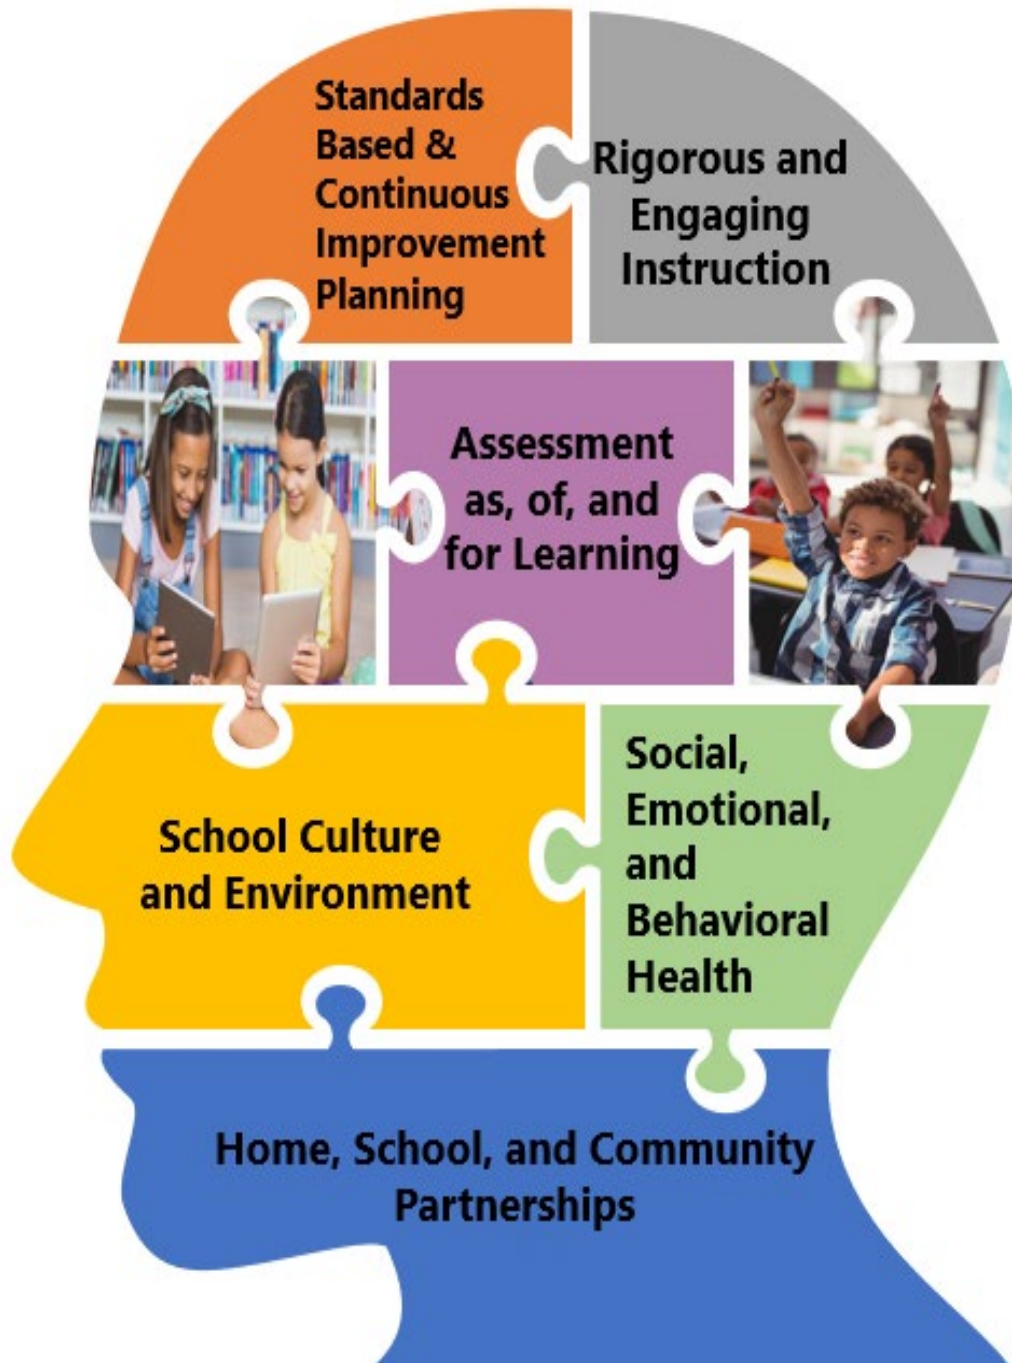 Standards
Based &
Continuous
Improvement
Planning
Rigorous and
Engaging
Instruction
Assessment
as, of, and
for Learning
School Culture
and Environment
Social,
Emotional,
and
Behavioral
Health
Home, School, and Community
Partnerships